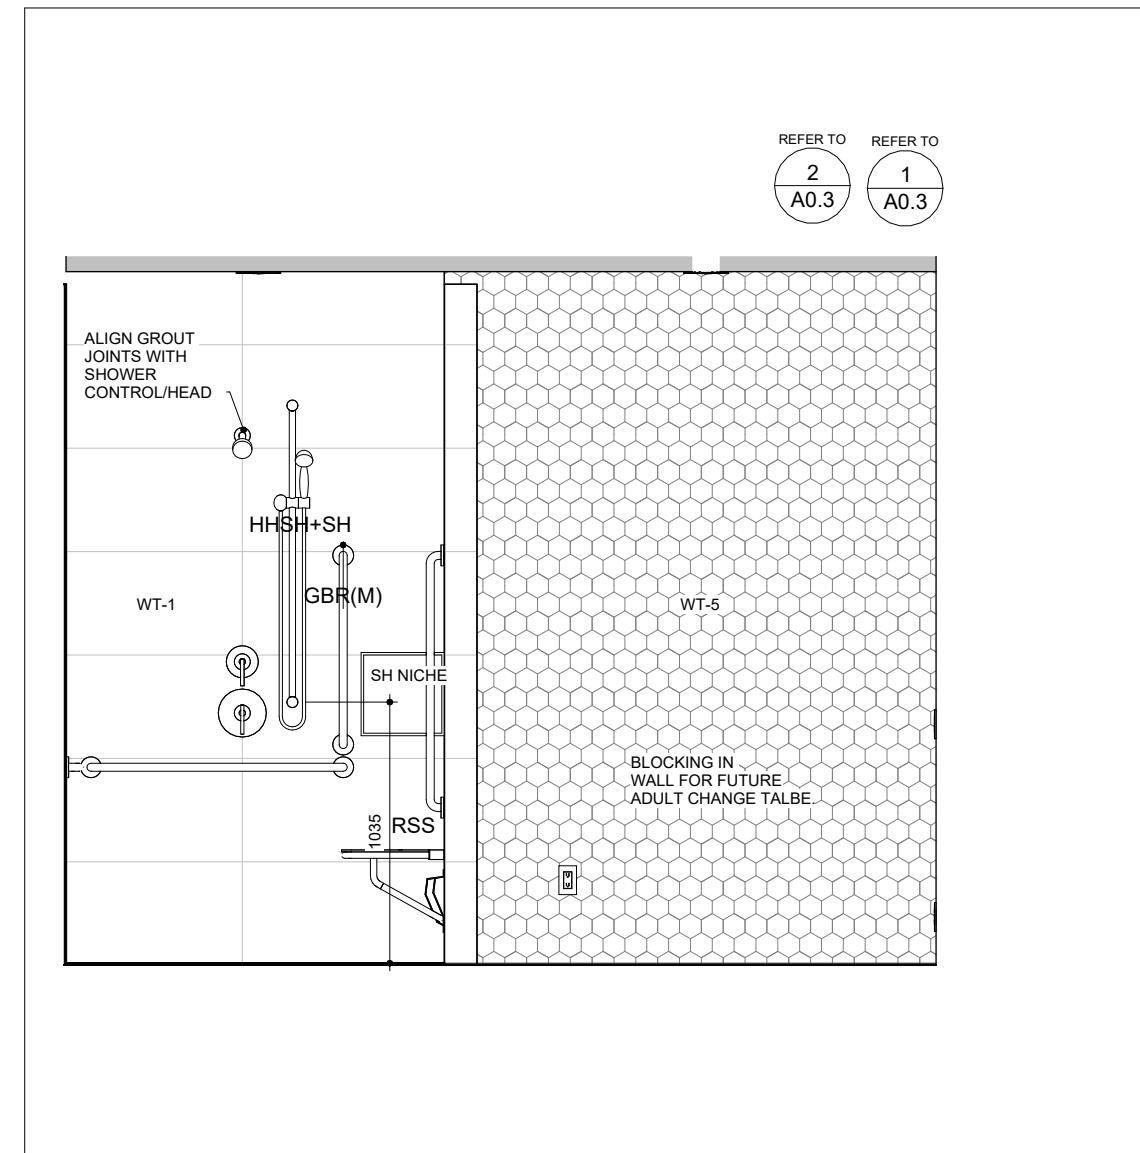 REFER TO
2
A0.3
REFER TO
1
A0.3
ALIGN GROUT
JOINTS WITH
SHOWER
CONTROL/HEAD
HHSH+SH
GBR(M)
WT-1
WT-5
SH NICHE
BLOCKING IN
WALL FOR FUTURE
ADULT CHANGE TALBE.
1035
RSS